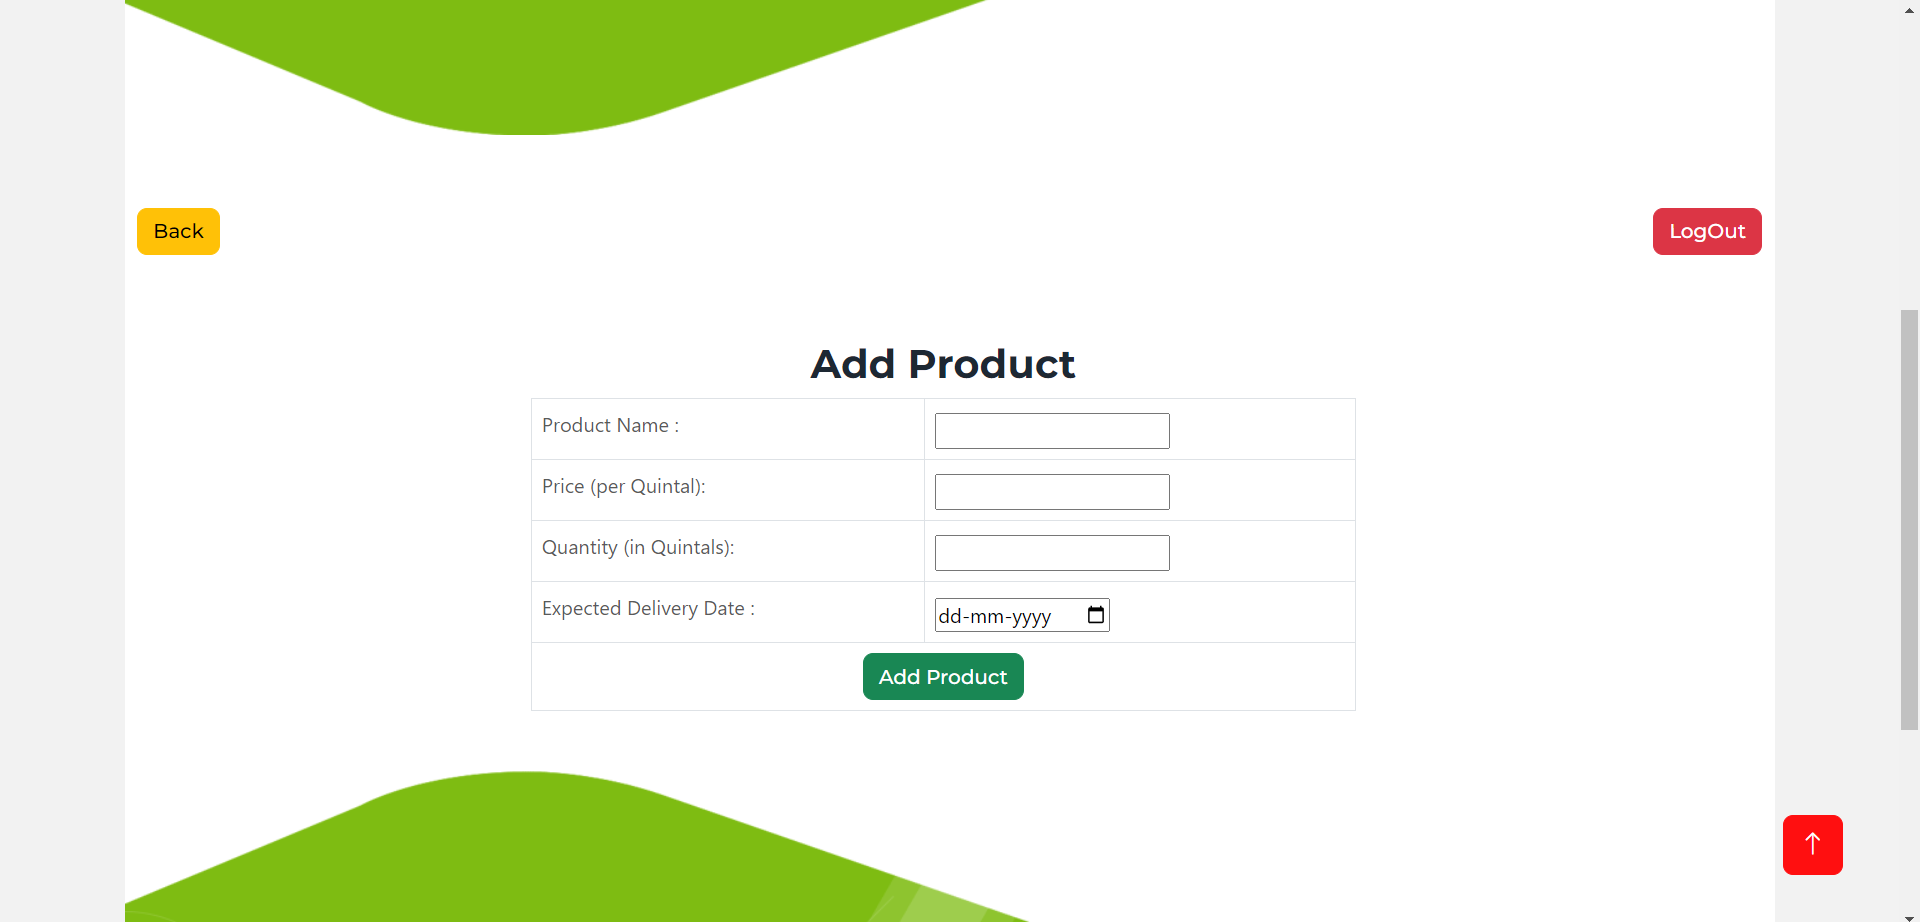 Back
LogOut
Add Product
Product Name :
Price (per Quintal):
Quantity (in Quintals):
Expected Delivery Date :
dd-mm-yyyy
Add Product